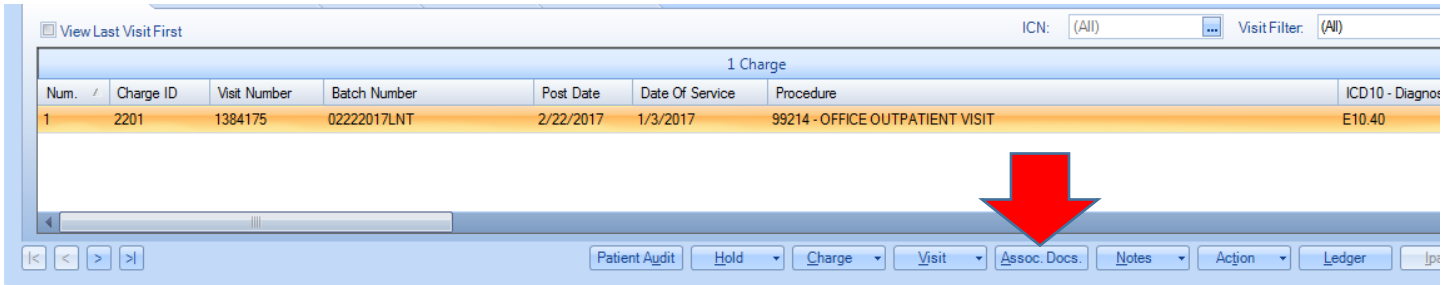 View Last Visit First ICN: (All) ... Visit Filter: (All)
1 Charge
Num. Charge ID Visit Number Batch Number Post Date Date Of Service Procedure ICD10 - Diagnos
1 2201 1384175 02222017LNT 2/22/2017 1/3/2017 99214 - OFFICE OUTPATIENT VISIT E10.40
|< < > >| Patient Audit Hold Charge Visit Assoc. Docs. Notes Action Ledger Ipa